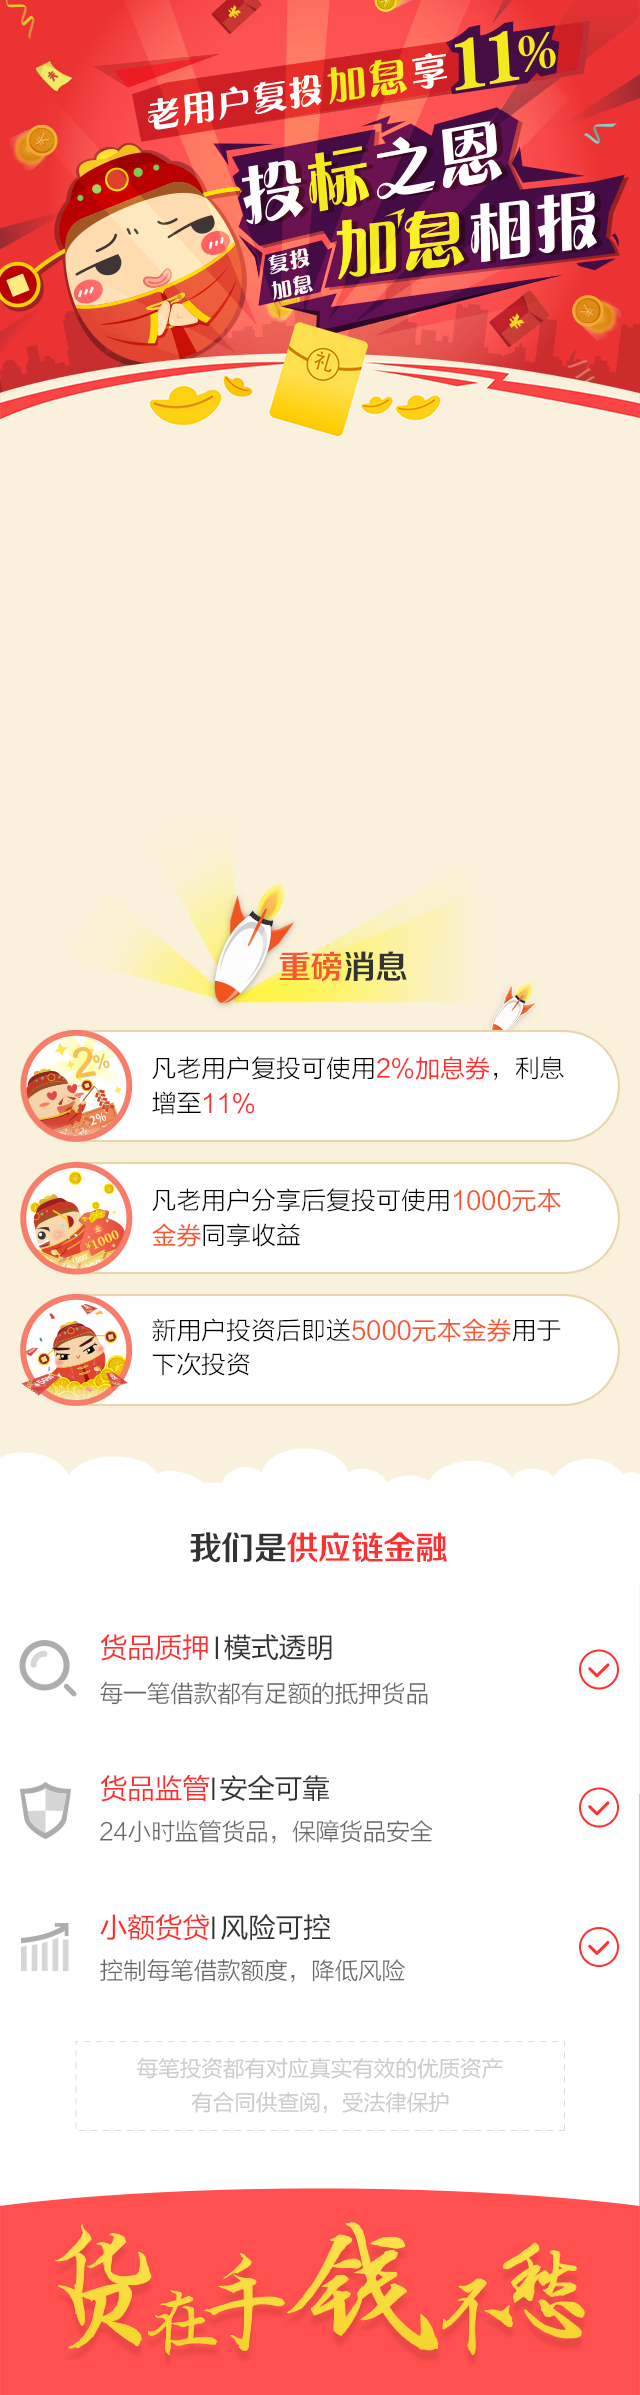 老用户复投加息享11%
投标之恩
加息相报
复投
加息
礼
重磅消息
2%
2%
凡老用户复投可使用2%加息券，利息
增至11%
¥1000
凡老用户分享后复投可使用1000元本
金券同享收益
新用户投资后即送5000元本金券用于
下次投资
我们是供应链金融
货品质押|模式透明
每一笔借款都有足额的抵押货品
货品监管|安全可靠
24小时监管货品，保障货品安全
小额货贷|风险可控
控制每笔借款额度，降低风险
每笔投资都有对应真实有效的优质资产
有合同供查阅，受法律保护
货在手钱不愁